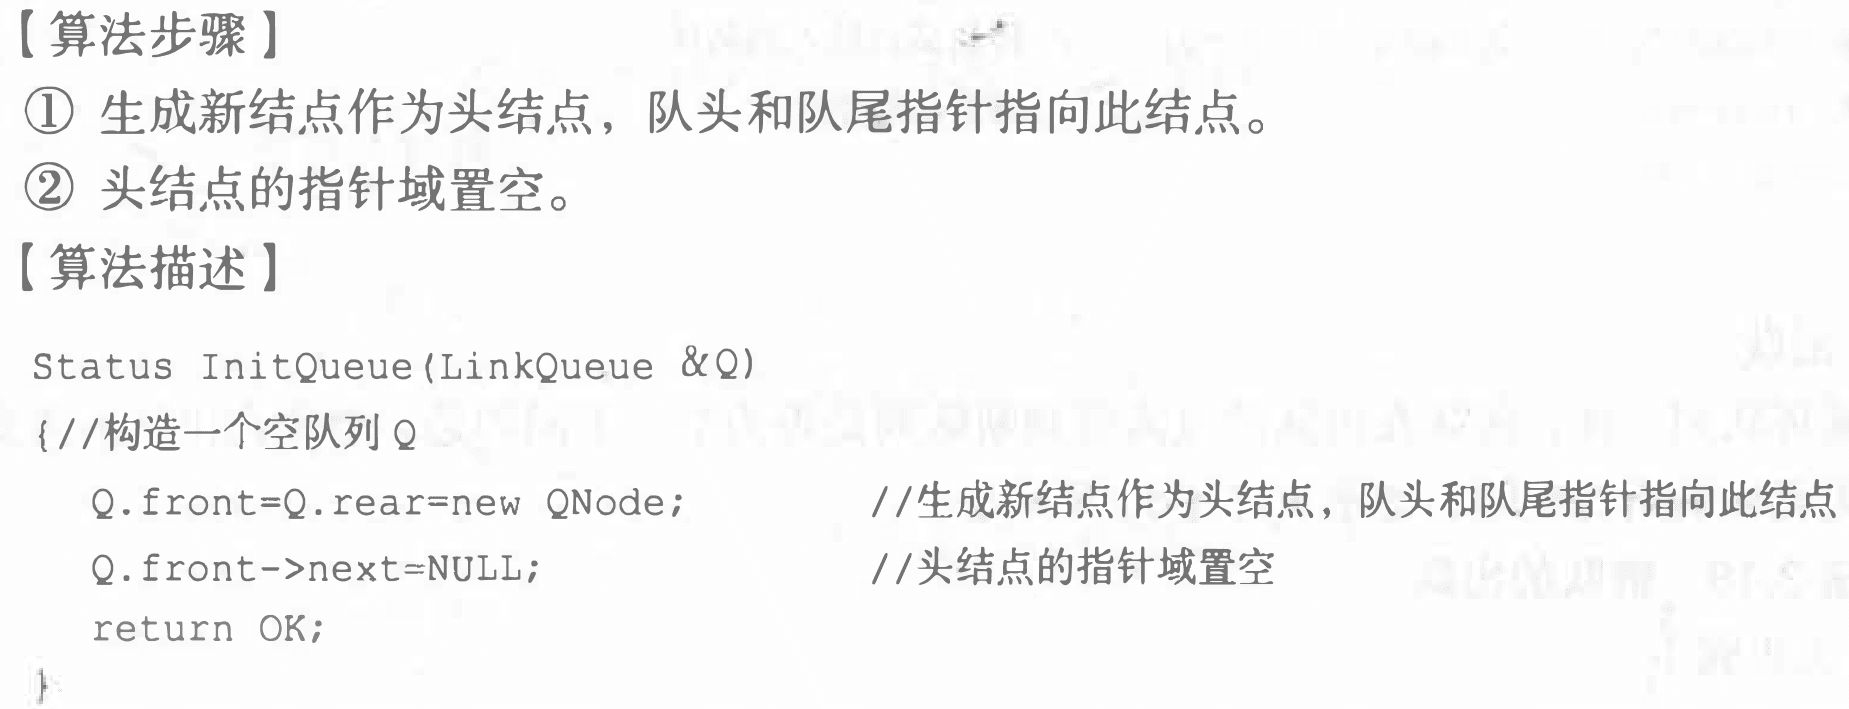 【算法步骤】
① 生成新结点作为头结点，队头和队尾指针指向此结点。
② 头结点的指针域置空。
【算法描述】
Status InitQueue(LinkQueue &Q)
{//构造一个空队列 Q
Q.front=Q.rear=new QNode; //生成新结点作为头结点，队头和队尾指针指向此结点
Q.front->next=NULL; //头结点的指针域置空
return OK;
}